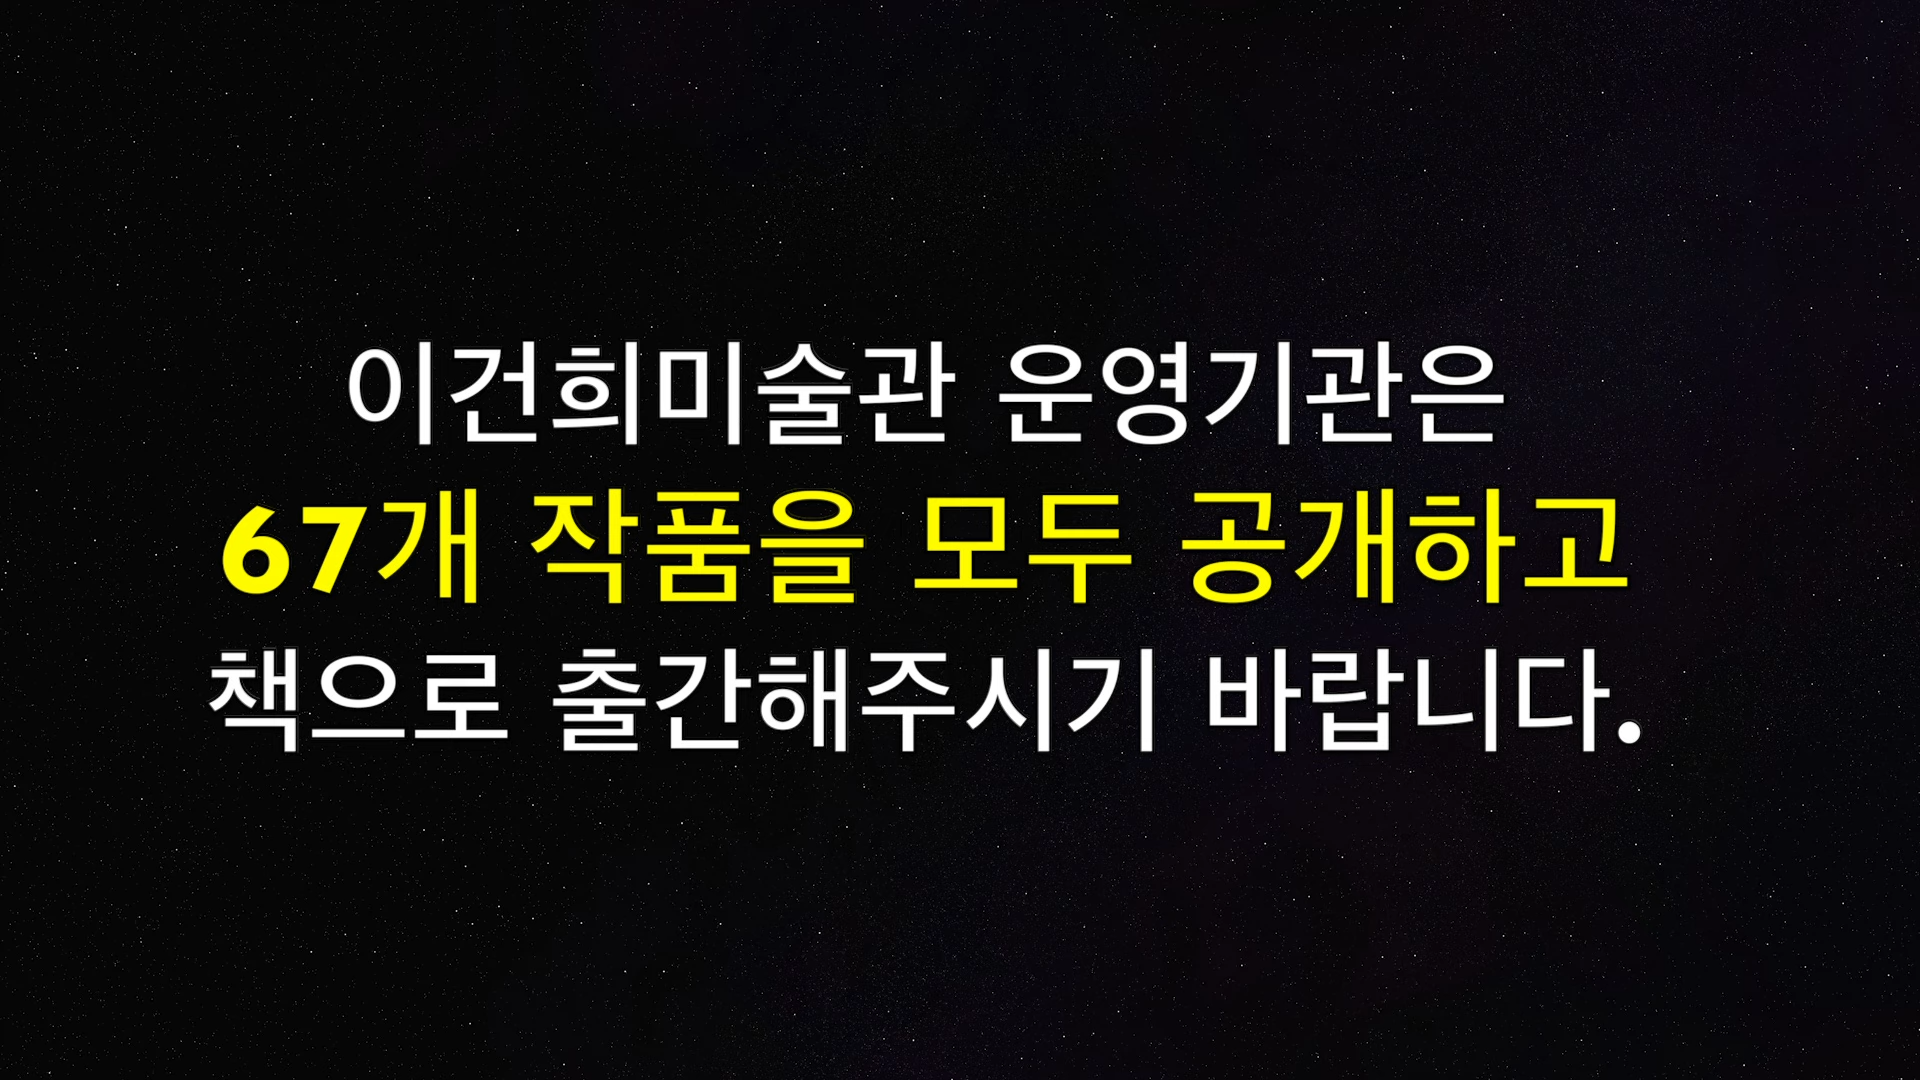 이건희미술관 운영기관은
67개 작품을 모두 공개하고
책으로 출간해주시기 바랍니다.